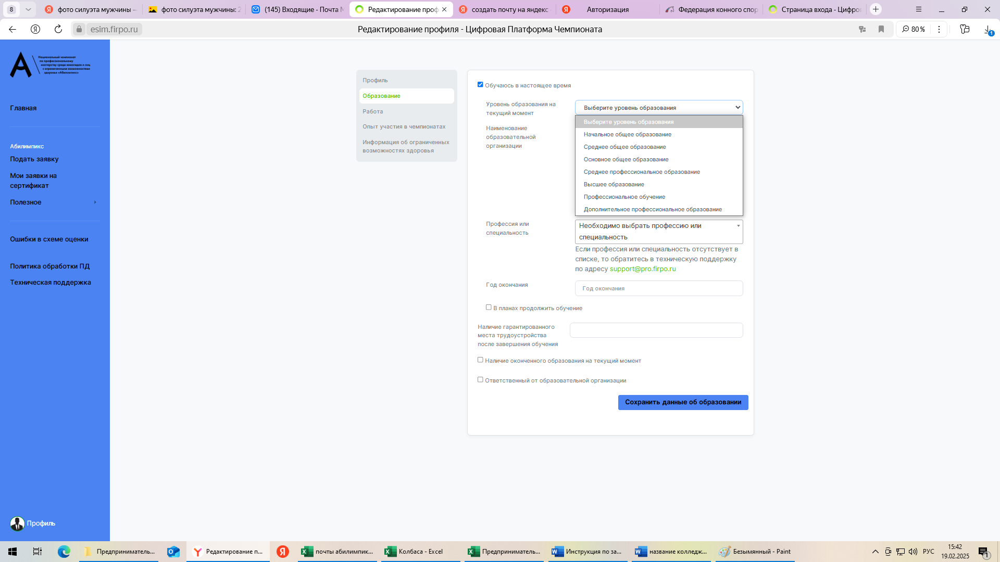 8
фото силуэта мужчины —
фото силуэта мужчины: 2
(145) Входящие - Почта M
Редактирование проф
создать почту на яндекс -
Авторизация
Федерация конного спор
Страница входа - Цифро
esim.firpo.ru
Редактирование профиля - Цифровая Платформа Чемпионата
80 %
1
Национальный чемпионат
по профессиональному
мастерству среди инвалидов и лиц
с ограниченными возможностями
здоровья «Абилимпикс»
Главная
Абилимпикс
Подать заявку
Мои заявки на
сертификат
Полезное
Ошибки в схеме оценки
Политика обработки ПД
Техническая поддержка
Профиль
Профиль
Образование
Работа
Опыт участия в чемпионатах
Информация об ограниченных
возможностях здоровья
Обучаюсь в настоящее время
Уровень образования на
текущий момент
Выберите уровень образования
Выберите уровень образования
Начальное общее образование
Среднее общее образование
Основное общее образование
Среднее профессиональное образование
Высшее образование
Профессиональное обучение
Дополнительное профессиональное образование
Наименование
образовательной
организации
Профессия или
специальность
Необходимо выбрать профессию или
специальность
Если профессия или специальность отсутствует в
списке, то обратитесь в техническую поддержку
по адресу support@pro.firpo.ru
Год окончания
Год окончания
В планах продолжить обучение
Наличие гарантированного
места трудоустройства
после завершения обучения
Наличие оконченного образования на текущий момент
Ответственный от образовательной организации
Сохранить данные об образовании
Предприниматель...
Редактирование п...
почты абилимпик...
Колбаса - Excel
Предприниматель...
Инструкция по за...
название колледж...
Безымянный - Paint
РУС
15:42
19.02.2025
1